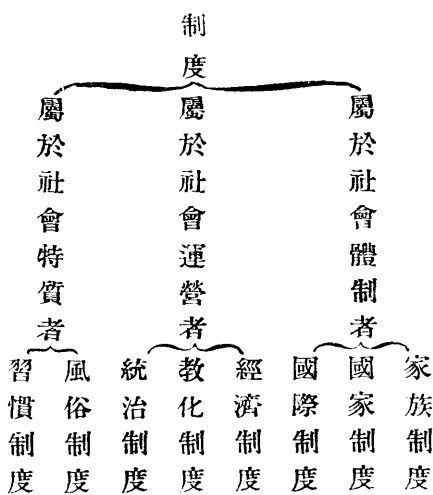 制度
屬於社會體制者
家族制度
國家制度
國際制度
屬於社會運營者
經濟制度
教化制度
統治制度
屬於社會特質者
風俗制度
習慣制度